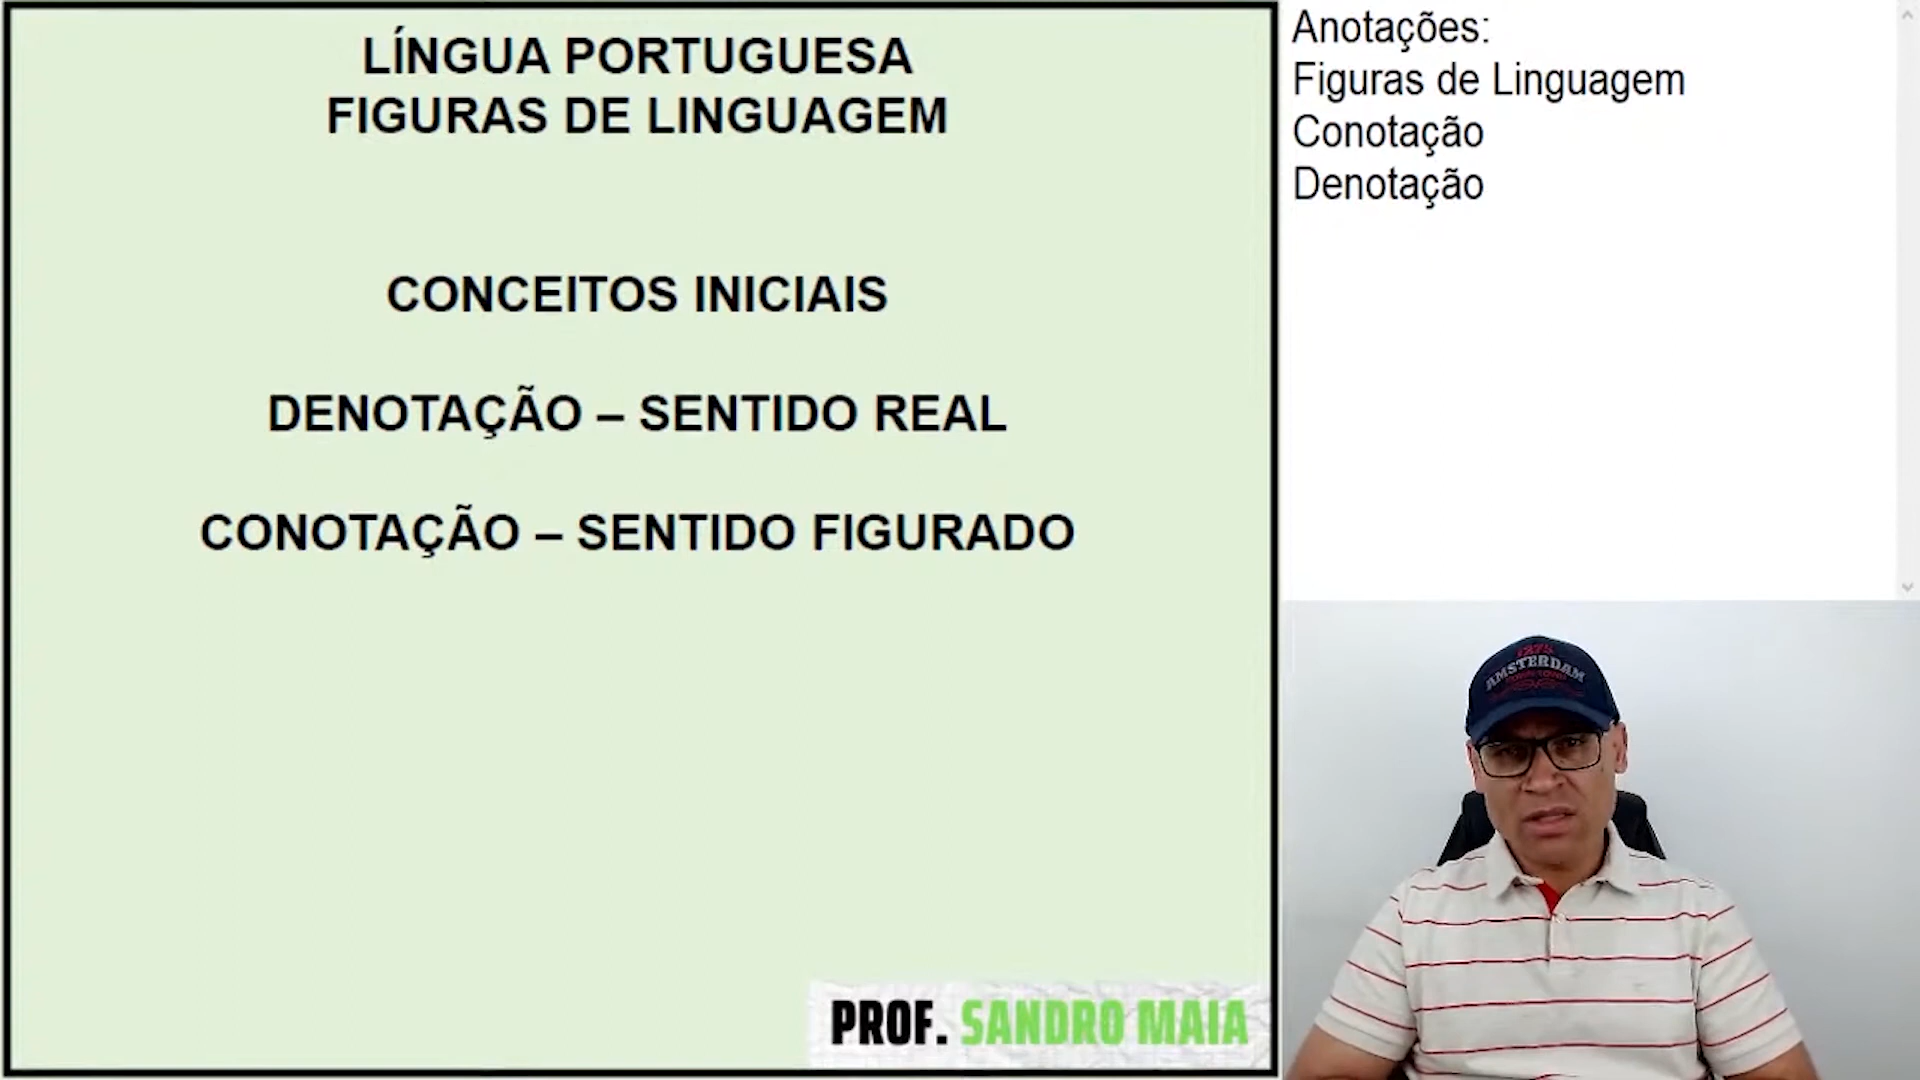 LÍNGUA PORTUGUESA
FIGURAS DE LINGUAGEM
CONCEITOS INICIAIS
DENOTAÇÃO – SENTIDO REAL
CONOTAÇÃO – SENTIDO FIGURADO
PROF. SANDRO MAIA
Anotações:
Figuras de Linguagem
Conotação
Denotação
1275
AMSTERDAM